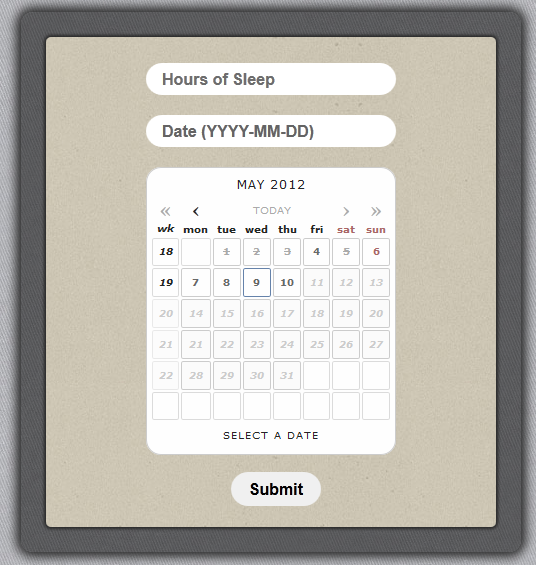 Hours of Sleep
Date (YYYY-MM-DD)
MAY 2012
« ‹ TODAY › »
wk mon tue wed thu fri sat sun
18 1 2 3 4 5 6
19 7 8 9 10 11 12 13
20 14 15 16 17 18 19 20
21 21 22 23 24 25 26 27
22 28 29 30 31
SELECT A DATE
Submit